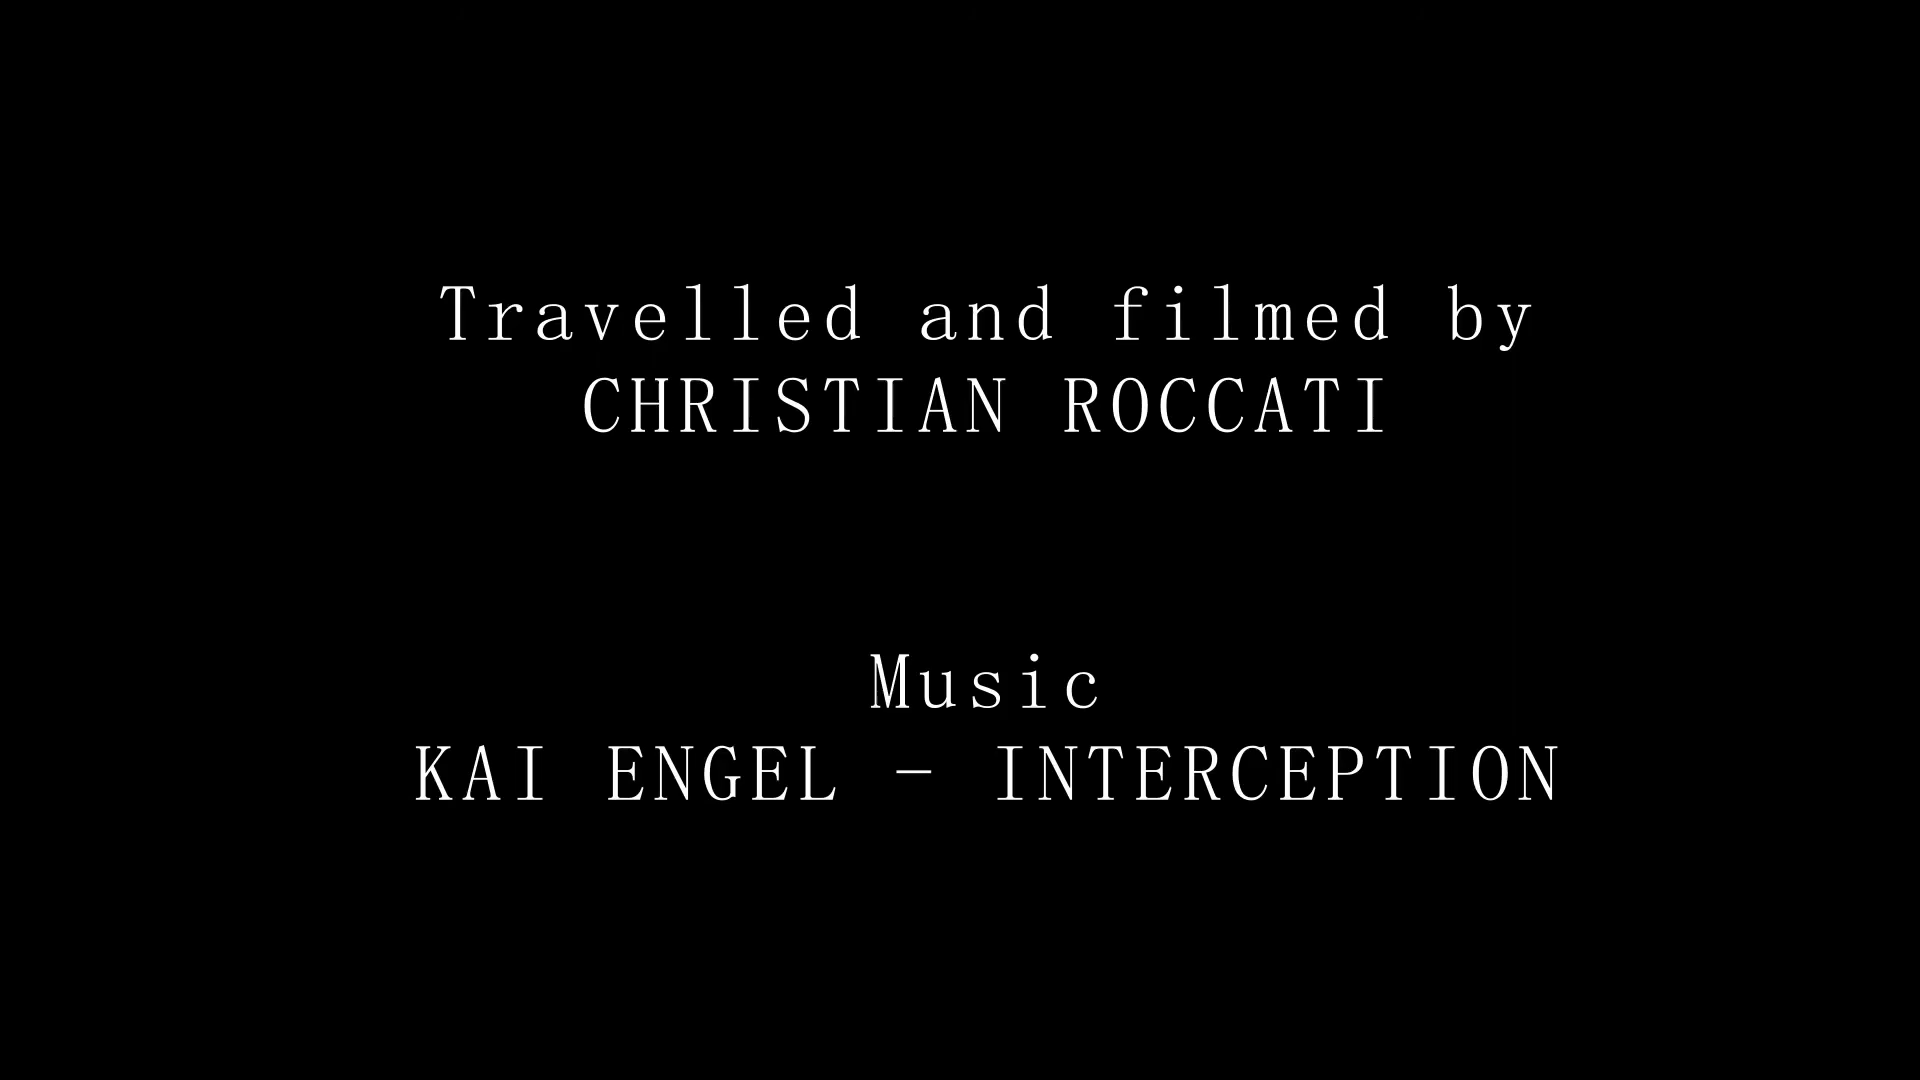 Travelled and filmed by
CHRISTIAN ROCCATI
Music
KAI ENGEL - INTERCEPTION